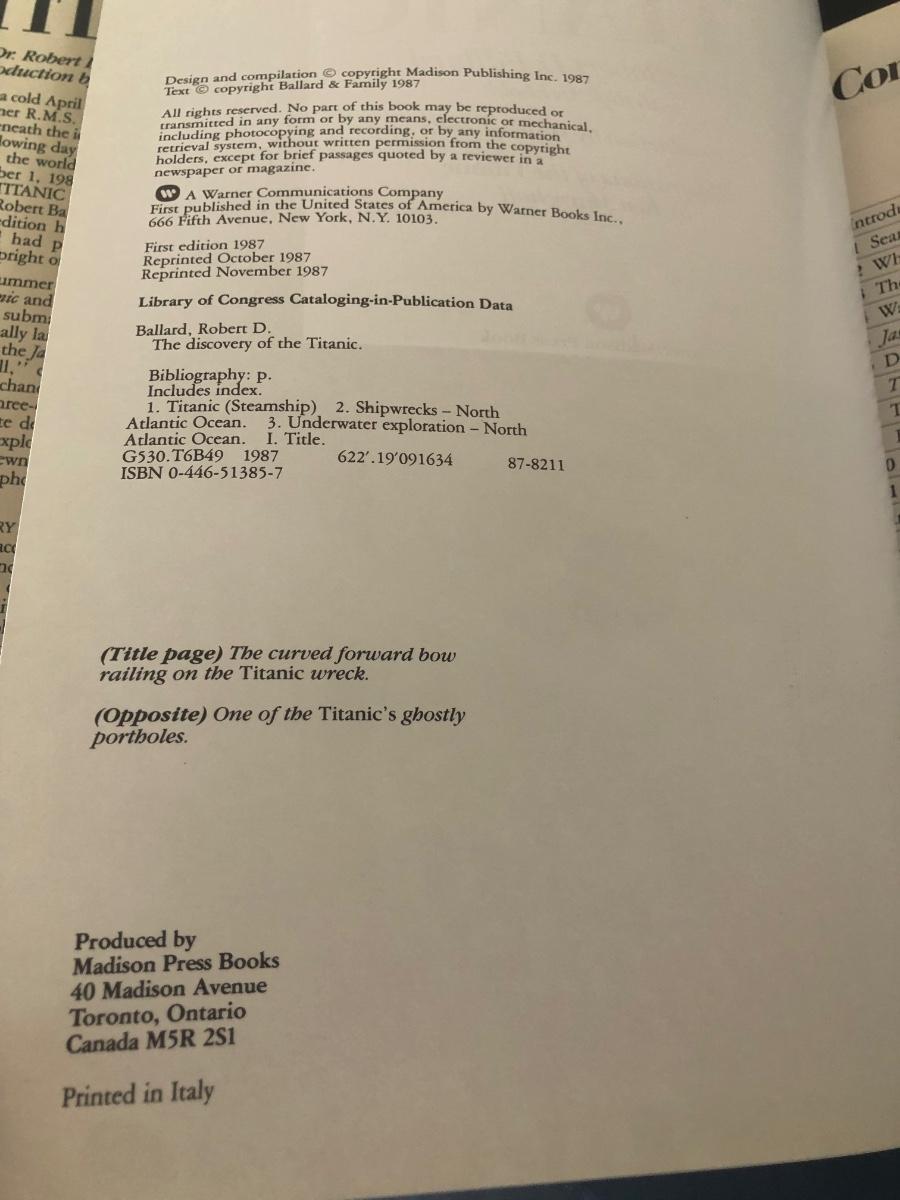 Design and compilation © copyright Madison Publishing Inc. 1987
Text © copyright Ballard & Family 1987
All rights reserved. No part of this book may be reproduced or
transmitted in any form or by any means, electronic or mechanical,
including photocopying and recording, or by any information
retrieval system, without written permission from the copyright
holders, except for brief passages quoted by a reviewer in a
newspaper or magazine.
A Warner Communications Company
First published in the United States of America by Warner Books Inc.,
666 Fifth Avenue, New York, N.Y. 10103.
First edition 1987
Reprinted October 1987
Reprinted November 1987
Library of Congress Cataloging-in-Publication Data
Ballard, Robert D.
The discovery of the Titanic.
Bibliography: p.
Includes index.
1. Titanic (Steamship) 2. Shipwrecks – North
Atlantic Ocean. 3. Underwater exploration – North
Atlantic Ocean. I. Title.
G530.T6B49 1987 622'.19'091634 87-8211
ISBN 0-446-51385-7
(Title page) The curved forward bow
railing on the Titanic wreck.
(Opposite) One of the Titanic's ghostly
portholes.
Produced by
Madison Press Books
40 Madison Avenue
Toronto, Ontario
Canada M5R 2S1
Printed in Italy